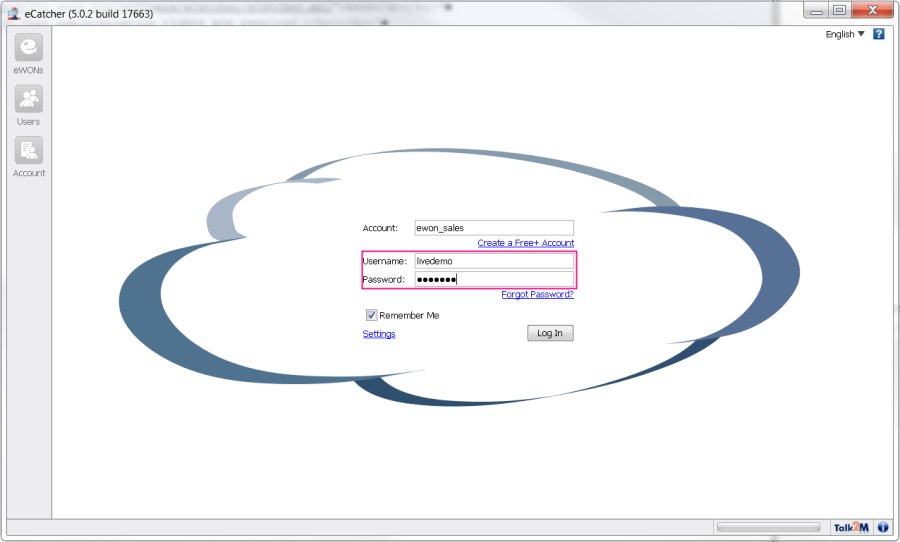 eCatcher (5.0.2 build 17663)
English ▼ ?
eWONs
Users
Account
Account: ewon_sales
Create a Free+ Account
Username: livedemo
Password: ●●●●●●●
Forgot Password?
Remember Me
Settings
Log In
Talk2M